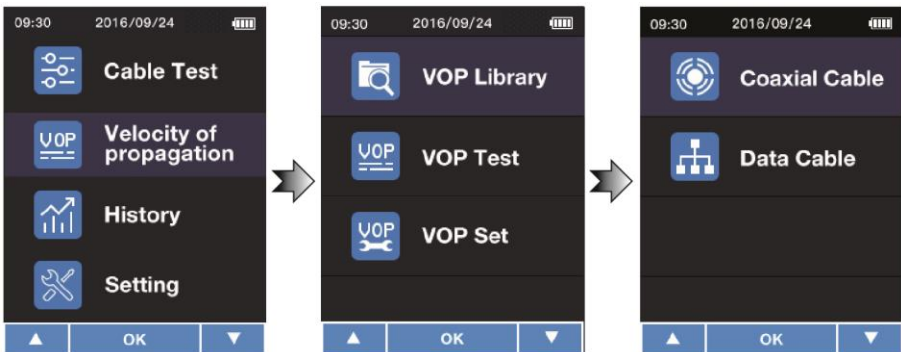 09:30 2016/09/24
Cable Test
VOP
Velocity of
propagation
History
Setting
OK
09:30 2016/09/24
VOP Library
VOP
VOP Test
VOP
VOP Set
OK
09:30 2016/09/24
Coaxial Cable
Data Cable
OK